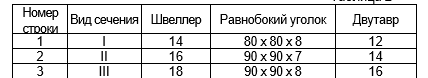 Номер строки Вид сечения Швеллер Равнобокий уголок Двутавр
1 I 14 80 x 80 x 8 12
2 II 16 90 x 90 x 7 14
3 III 18 90 x 90 x 8 16